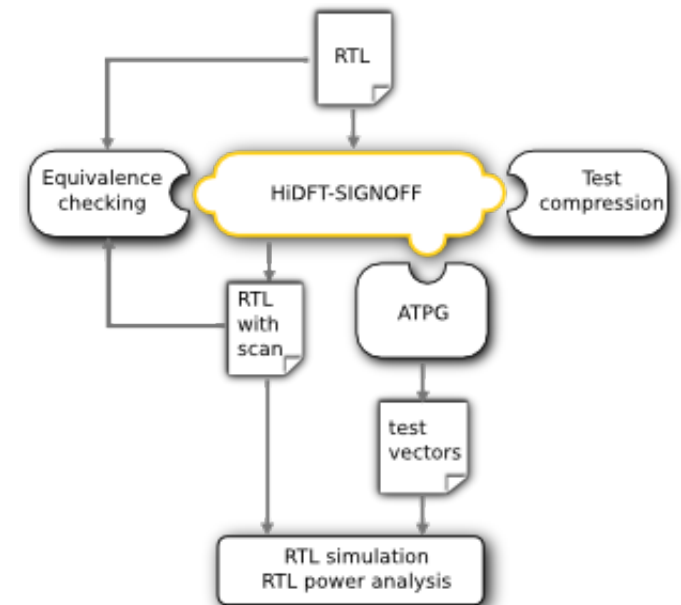 RTL
Equivalence
checking
HiDFT-SIGNOFF
Test
compression
RTL
with
scan
ATPG
test
vectors
RTL simulation
RTL power analysis